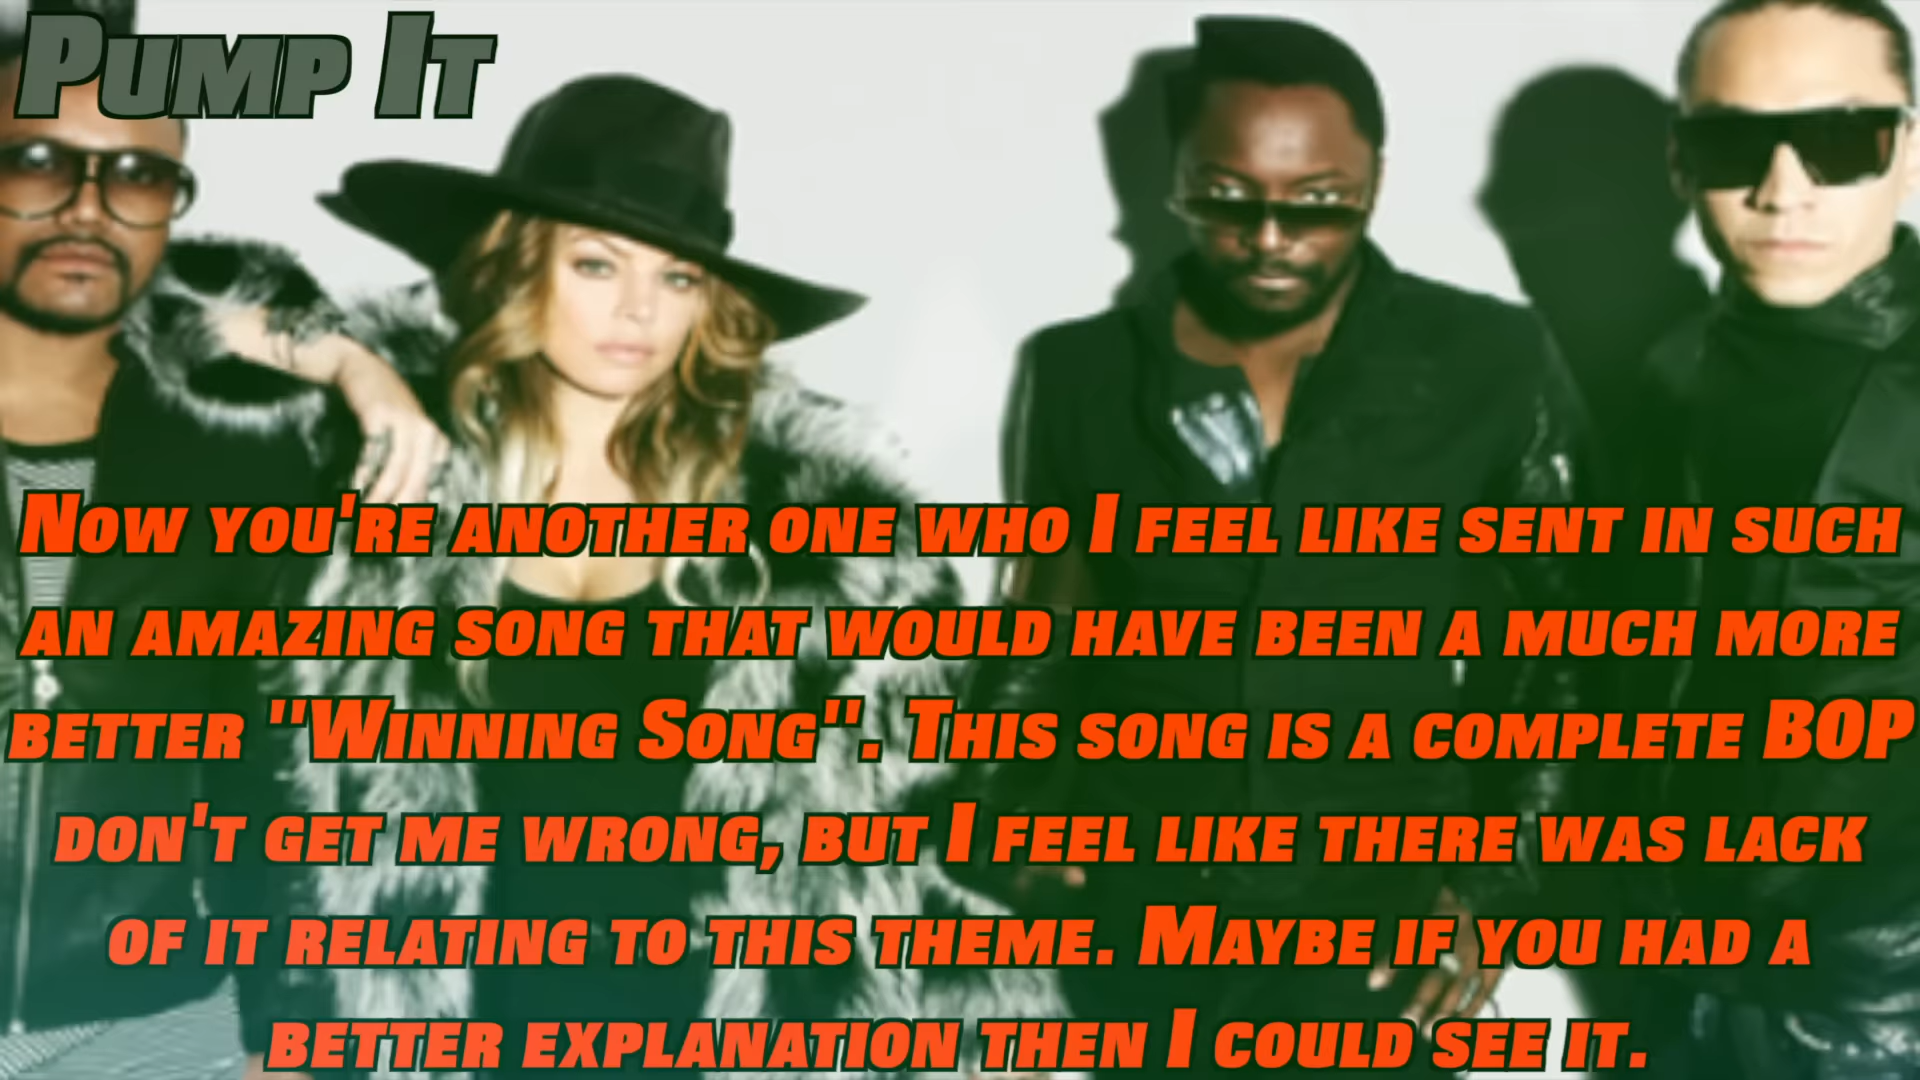 Pump It
Now you're another one who I feel like sent in such
an amazing song that would have been a much more
better "Winning Song". This song is a complete BOP
don't get me wrong, but I feel like there was lack
of it relating to this theme. Maybe if you had a
better explanation then I could see it.